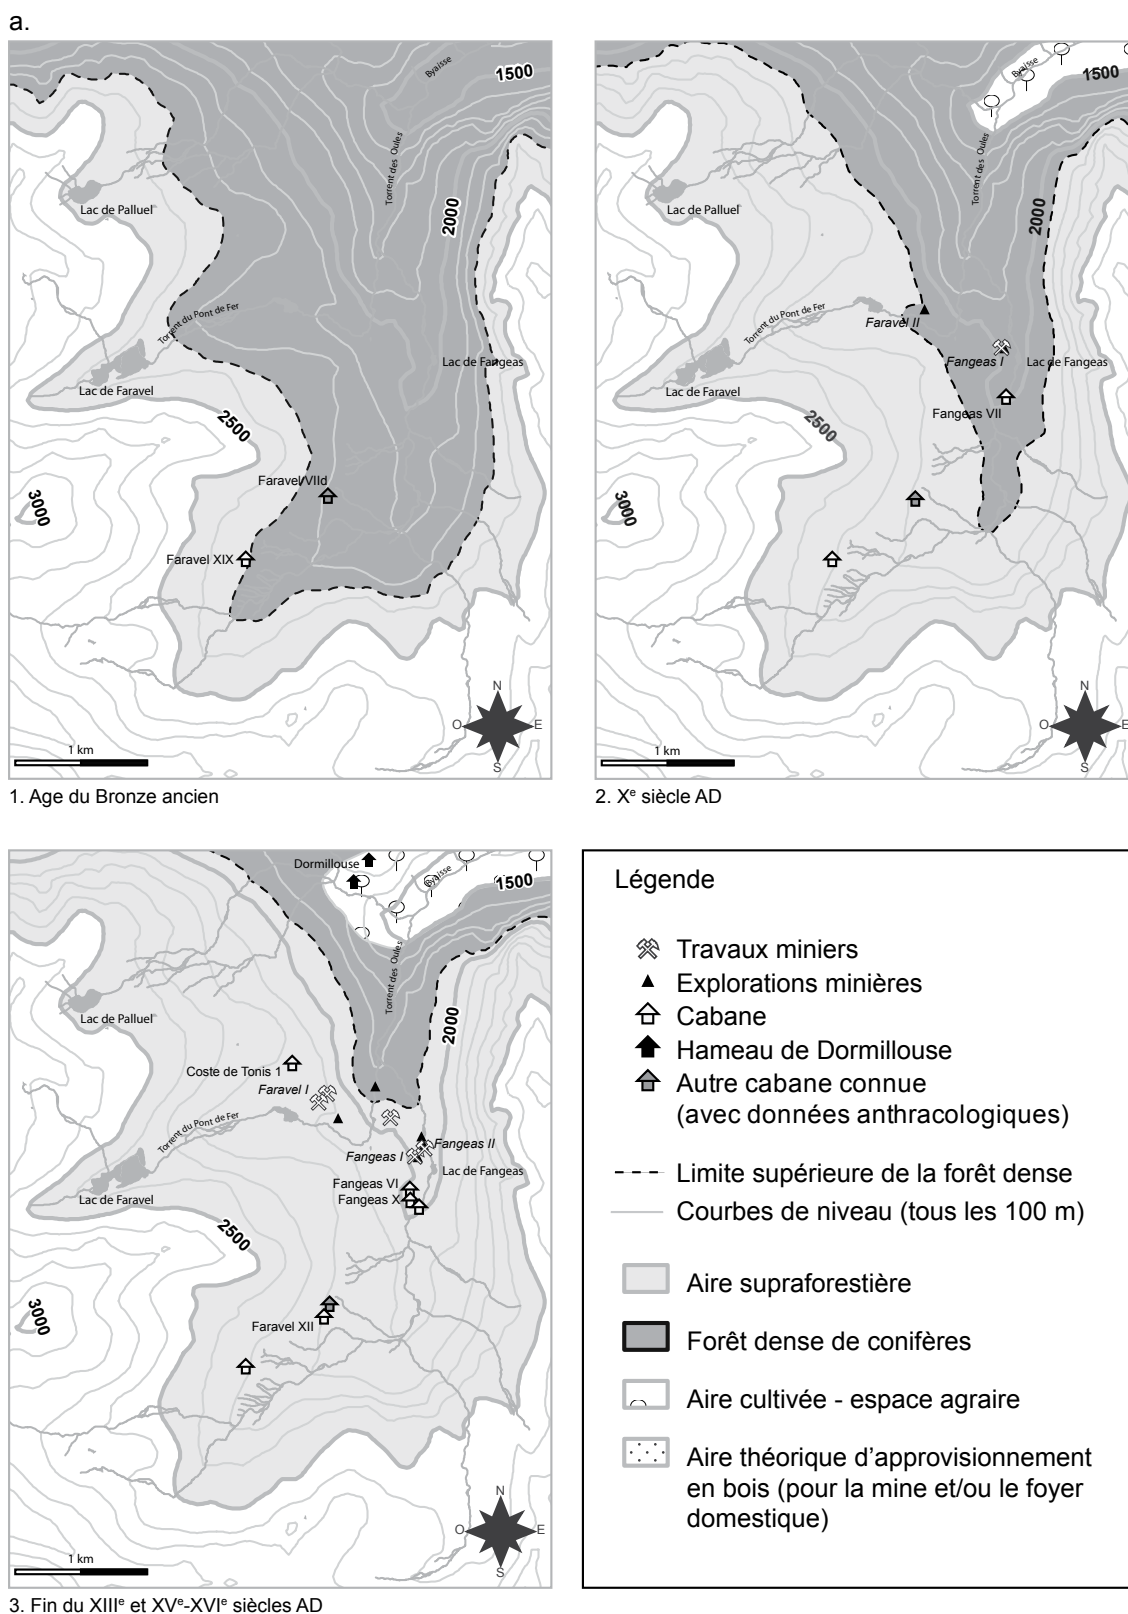 a.
Byaisse
1500
Torrent des Oules
2000
Lac de Palluel
Torrent du Pont de Fer
Lac de Fangeas
Lac de Faravel
2500
Faravel VIId
3000
Faravel XIX
N
O
E
S
1 km
1. Age du Bronze ancien
Byaisse
1500
Torrent des Oules
2000
Lac de Palluel
Torrent du Pont de Fer
Faravel II
Fangeas I
Lac de Fangeas
Lac de Faravel
Fangeas VII
2500
3000
N
O
E
S
1 km
2. Xe siècle AD
Dormillouse
Byaisse
1500
Torrent des Oules
Lac de Palluel
2000
Coste de Tonis 1
Faravel I
Torrent du Pont de Fer
Fangeas II
Fangeas I
Lac de Fangeas
Fangeas VI
Lac de Faravel
Fangeas X
2500
3000
Faravel XII
N
O
E
S
1 km
3. Fin du XIIIe et XVe-XVIe siècles AD
Légende
Travaux miniers
Explorations minières
Cabane
Hameau de Dormillouse
Autre cabane connue
(avec données anthracologiques)
Limite supérieure de la forêt dense
Courbes de niveau (tous les 100 m)
Aire supraforestière
Forêt dense de conifères
Aire cultivée - espace agraire
Aire théorique d'approvisionnement
en bois (pour la mine et/ou le foyer
domestique)